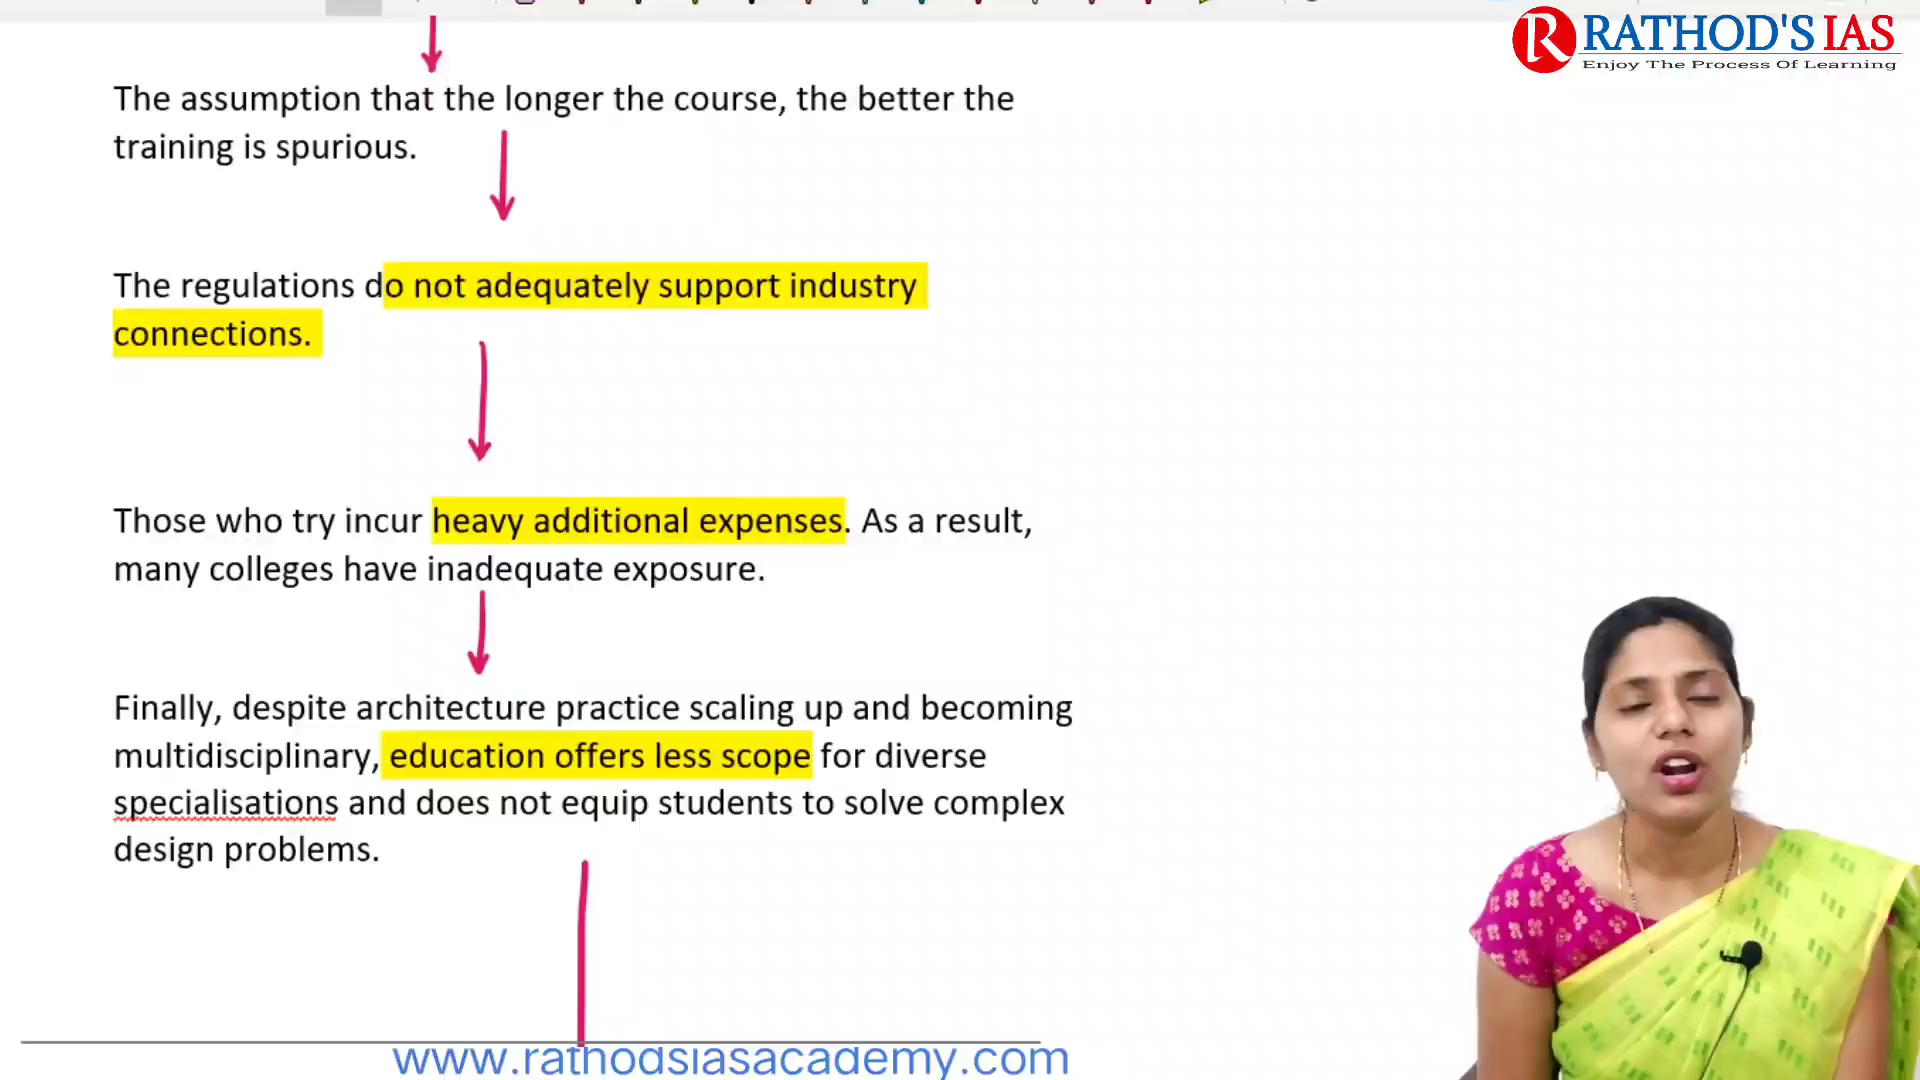 RATHOD'S IAS
Enjoy The Process Of Learning
The assumption that the longer the course, the better the
training is spurious.
The regulations do not adequately support industry
connections.
Those who try incur heavy additional expenses. As a result,
many colleges have inadequate exposure.
Finally, despite architecture practice scaling up and becoming
multidisciplinary, education offers less scope for diverse
specialisations and does not equip students to solve complex
design problems.
www.rathodsiasacademy.com